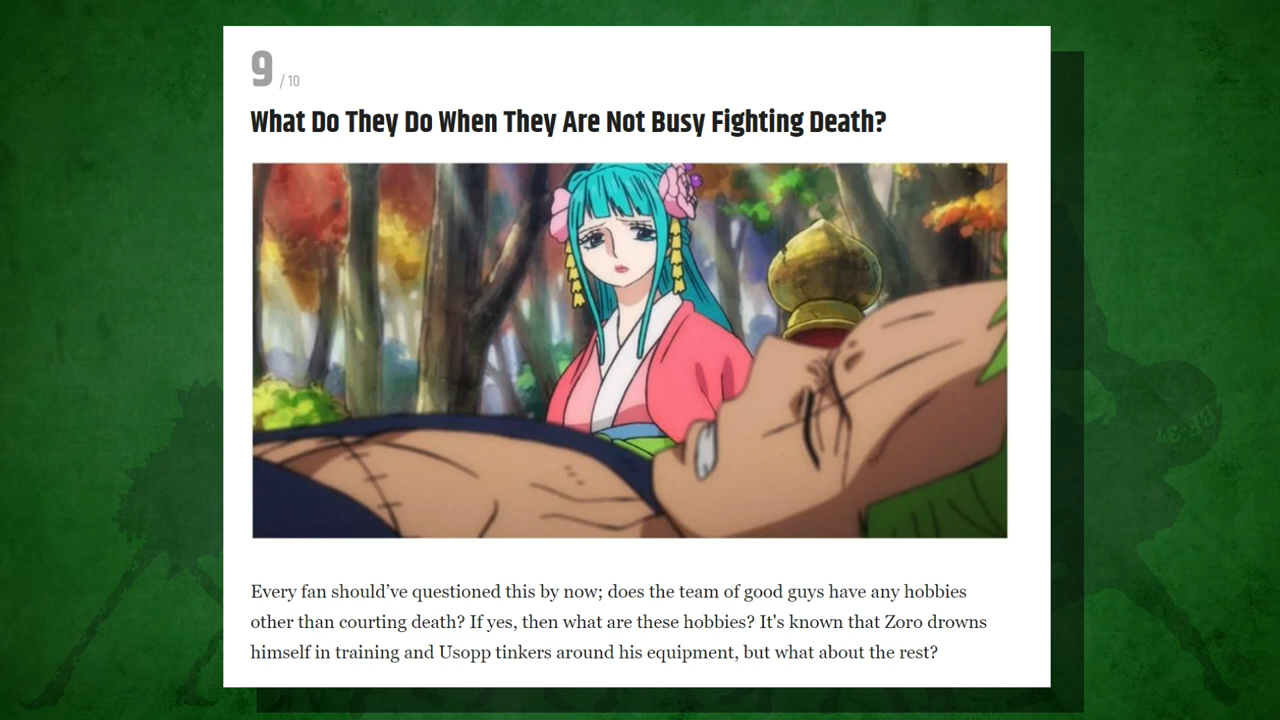 9 / 10
What Do They Do When They Are Not Busy Fighting Death?
Every fan should’ve questioned this by now; does the team of good guys have any hobbies
other than courting death? If yes, then what are these hobbies? It's known that Zoro drowns
himself in training and Usopp tinkers around his equipment, but what about the rest?